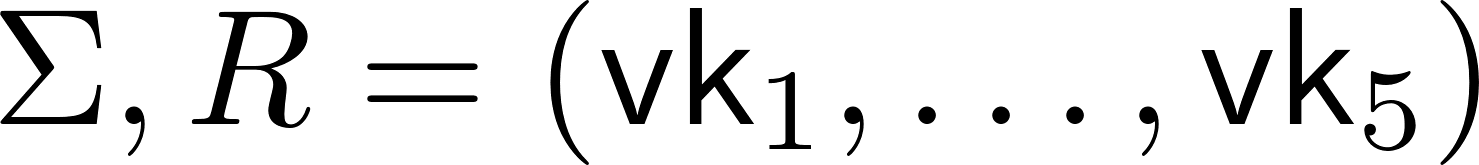 Σ, R = (vk₁, . . . , vk₅)